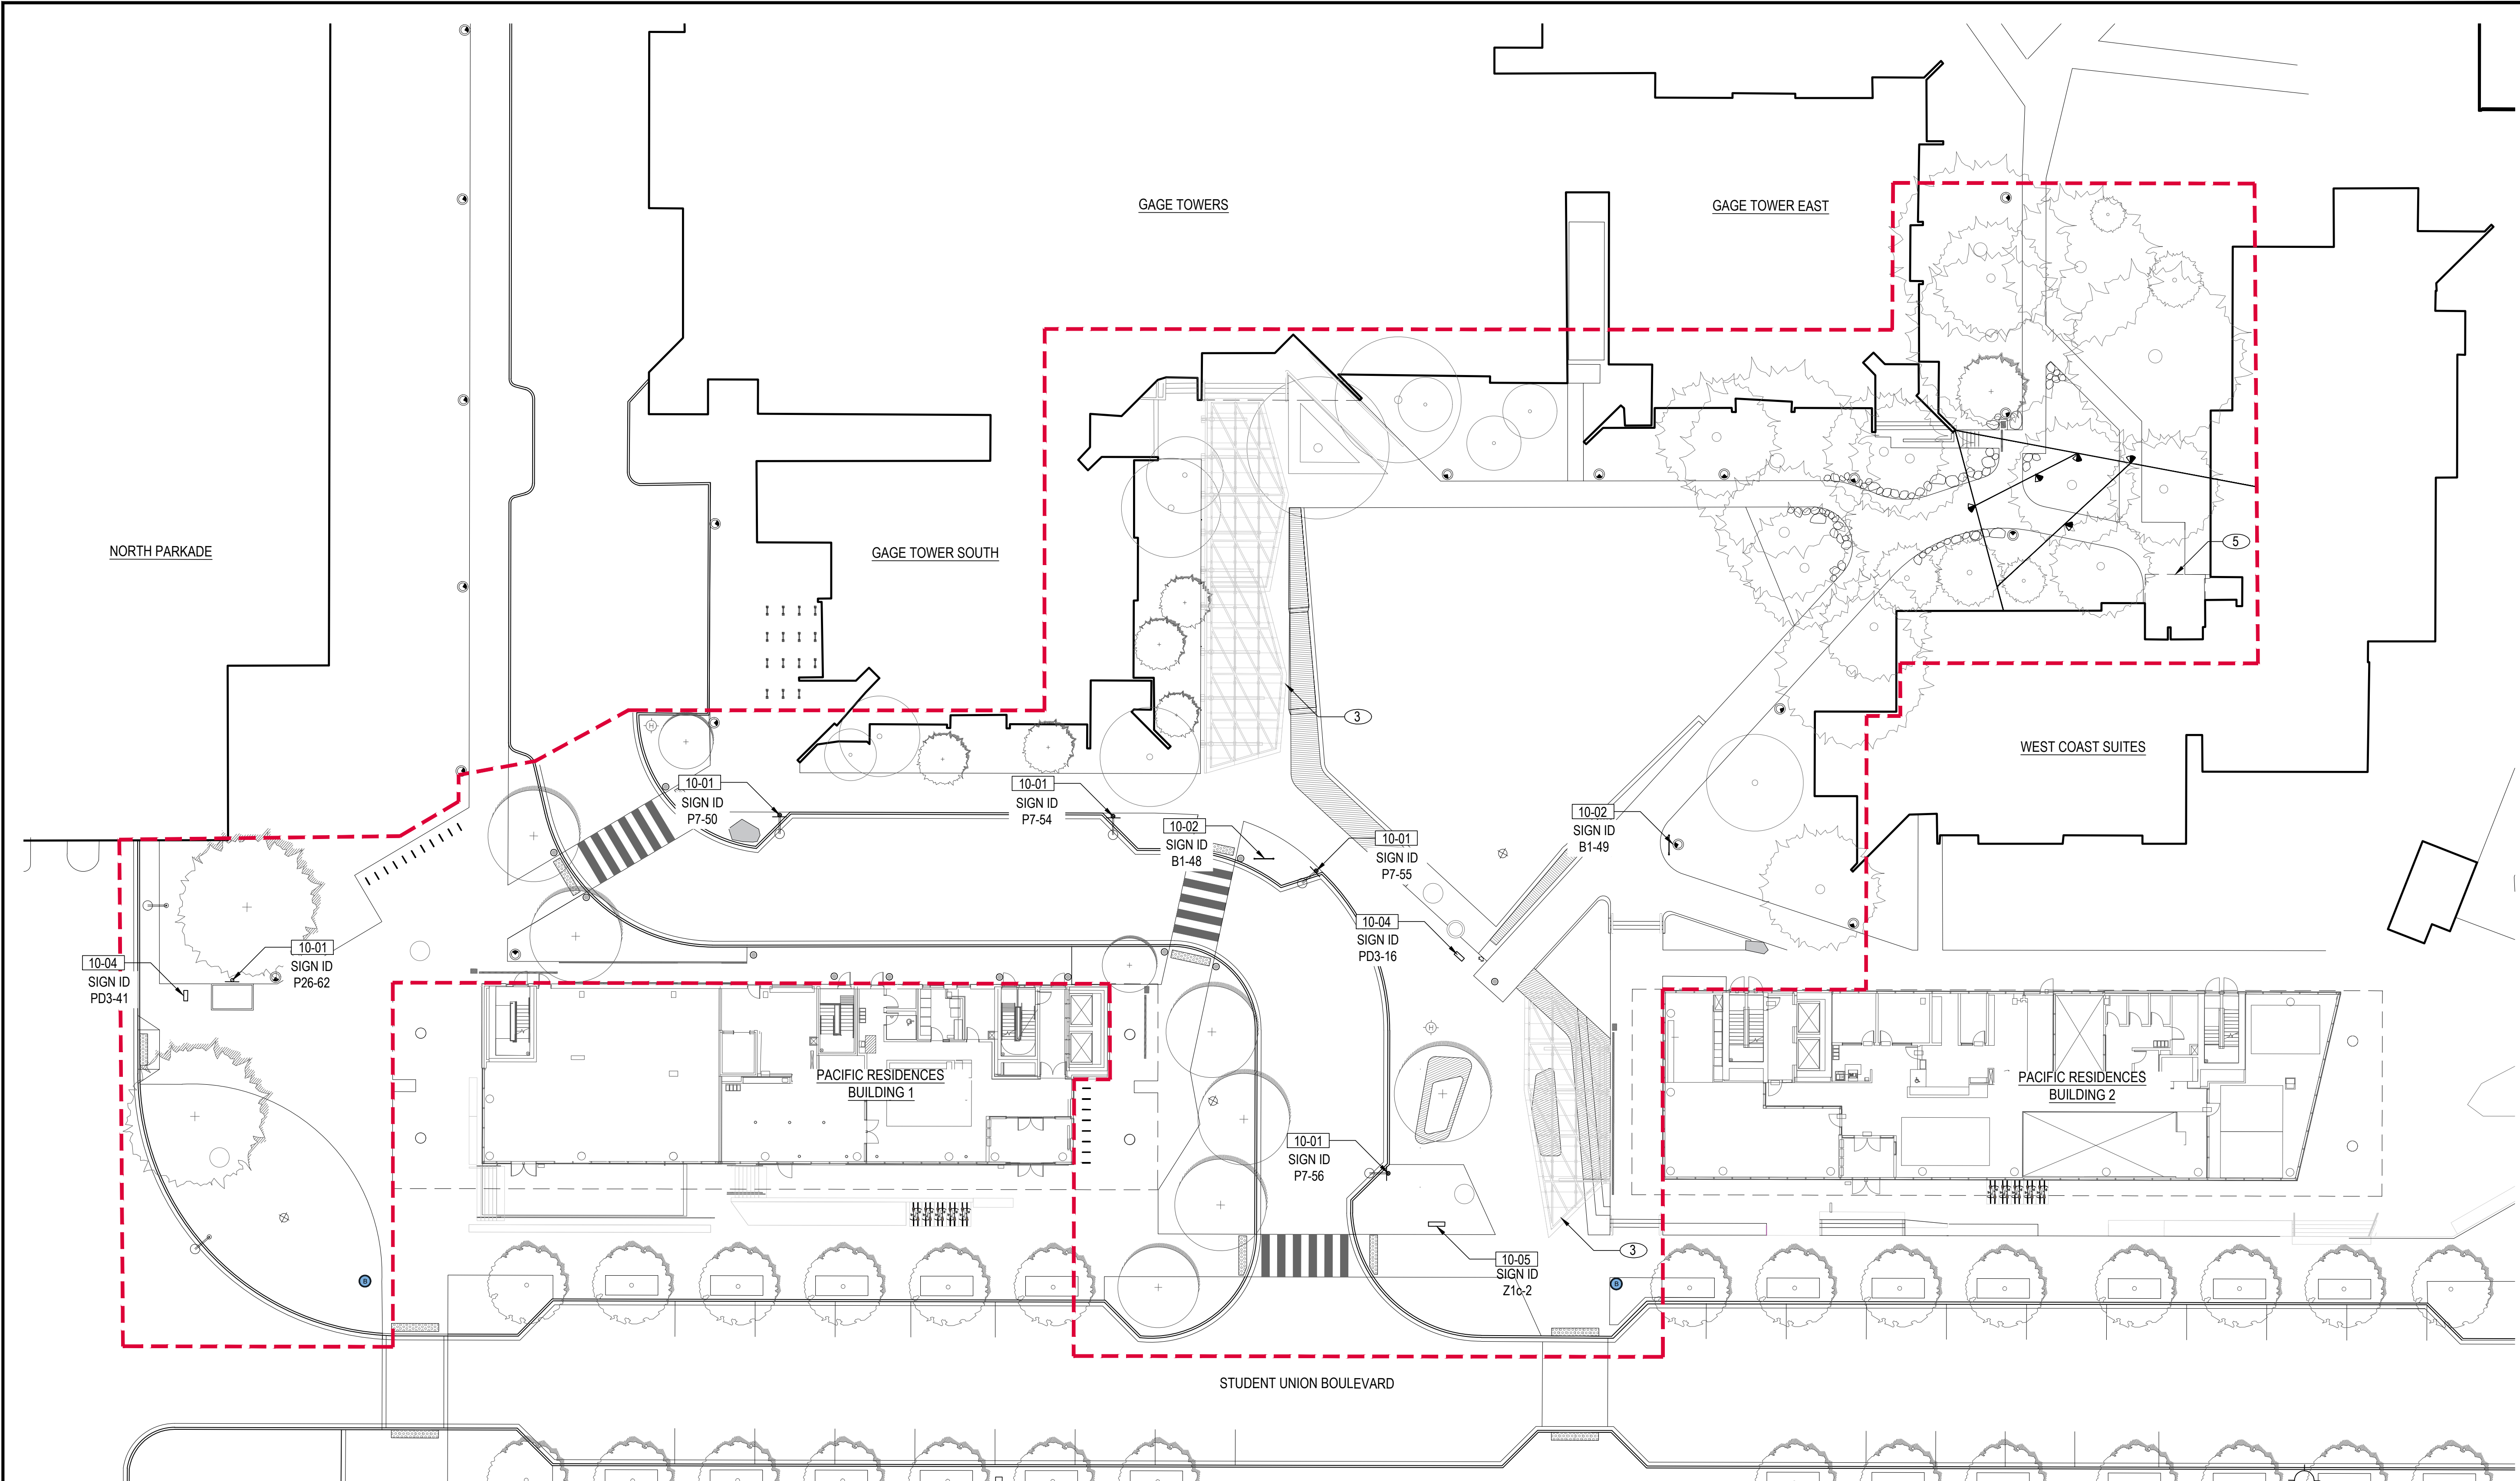 GAGE TOWERS
GAGE TOWER EAST
NORTH PARKADE
GAGE TOWER SOUTH
5
3
WEST COAST SUITES
10-01
SIGN ID
P7-50
10-01
SIGN ID
P7-54
10-02
SIGN ID
B1-48
10-01
SIGN ID
P7-55
10-02
SIGN ID
B1-49
10-04
SIGN ID
PD3-16
10-01
SIGN ID
P26-62
10-04
SIGN ID
PD3-41
H
H
PACIFIC RESIDENCES
BUILDING 1
PACIFIC RESIDENCES
BUILDING 2
10-01
SIGN ID
P7-56
10-05
SIGN ID
Z1c-2
3
B
B
STUDENT UNION BOULEVARD